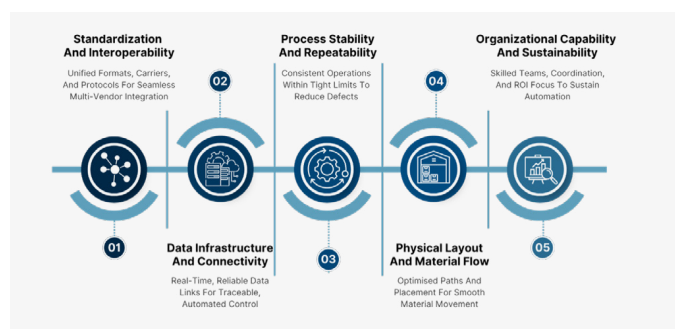 Standardization
And Interoperability
Unified Formats, Carriers,
And Protocols For Seamless
Multi-Vendor Integration
01
02
Data Infrastructure
And Connectivity
Real-Time, Reliable Data
Links For Traceable,
Automated Control
Process Stability
And Repeatability
Consistent Operations
Within Tight Limits To
Reduce Defects
03
04
Physical Layout
And Material Flow
Optimised Paths And
Placement For Smooth
Material Movement
Organizational Capability
And Sustainability
Skilled Teams, Coordination,
And ROI Focus To Sustain
Automation
05